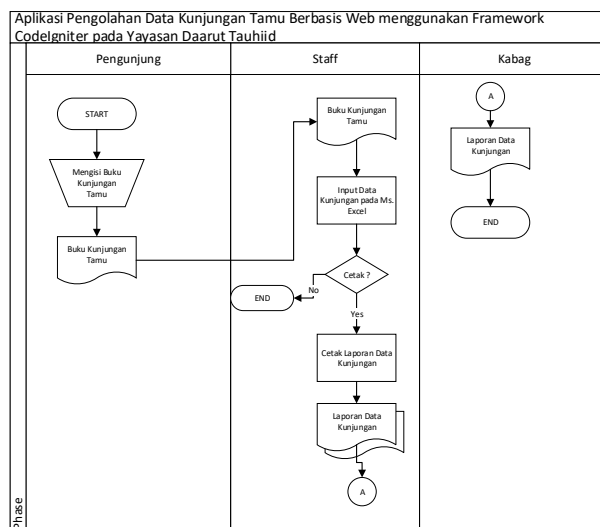 Aplikasi Pengolahan Data Kunjungan Tamu Berbasis Web menggunakan Framework
CodeIgniter pada Yayasan Daarut Tauhiid
Pengunjung
Staff
Kabag
START
Mengisi Buku
Kunjungan
Tamu
Buku Kunjungan
Tamu
Buku Kunjungan
Tamu
Input Data
Kunjungan pada Ms.
Excel
Cetak ?
No
END
Yes
Cetak Laporan Data
Kunjungan
Laporan Data
Kunjungan
A
A
Laporan Data
Kunjungan
END
Phase